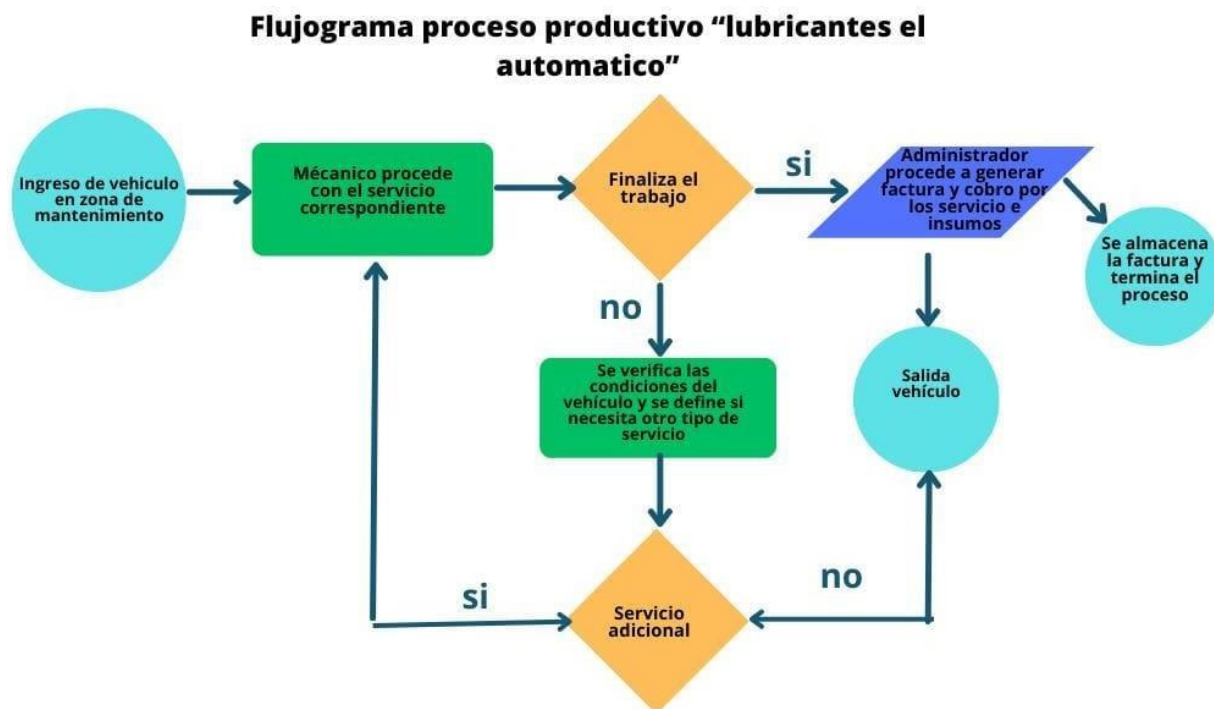 Flujograma proceso productivo “lubricantes el
automatico”
Ingreso de vehiculo
en zona de
mantenimiento
Mécanico procede
con el servicio
correspondiente
Finaliza el
trabajo
si
Administrador
procede a generar
factura y cobro por
los servicio e
insumos
Se almacena
la factura y
termina el
proceso
no
Se verifica las
condiciones del
vehículo y se define si
necesita otro tipo de
servicio
Salida
vehículo
si
Servicio
adicional
no